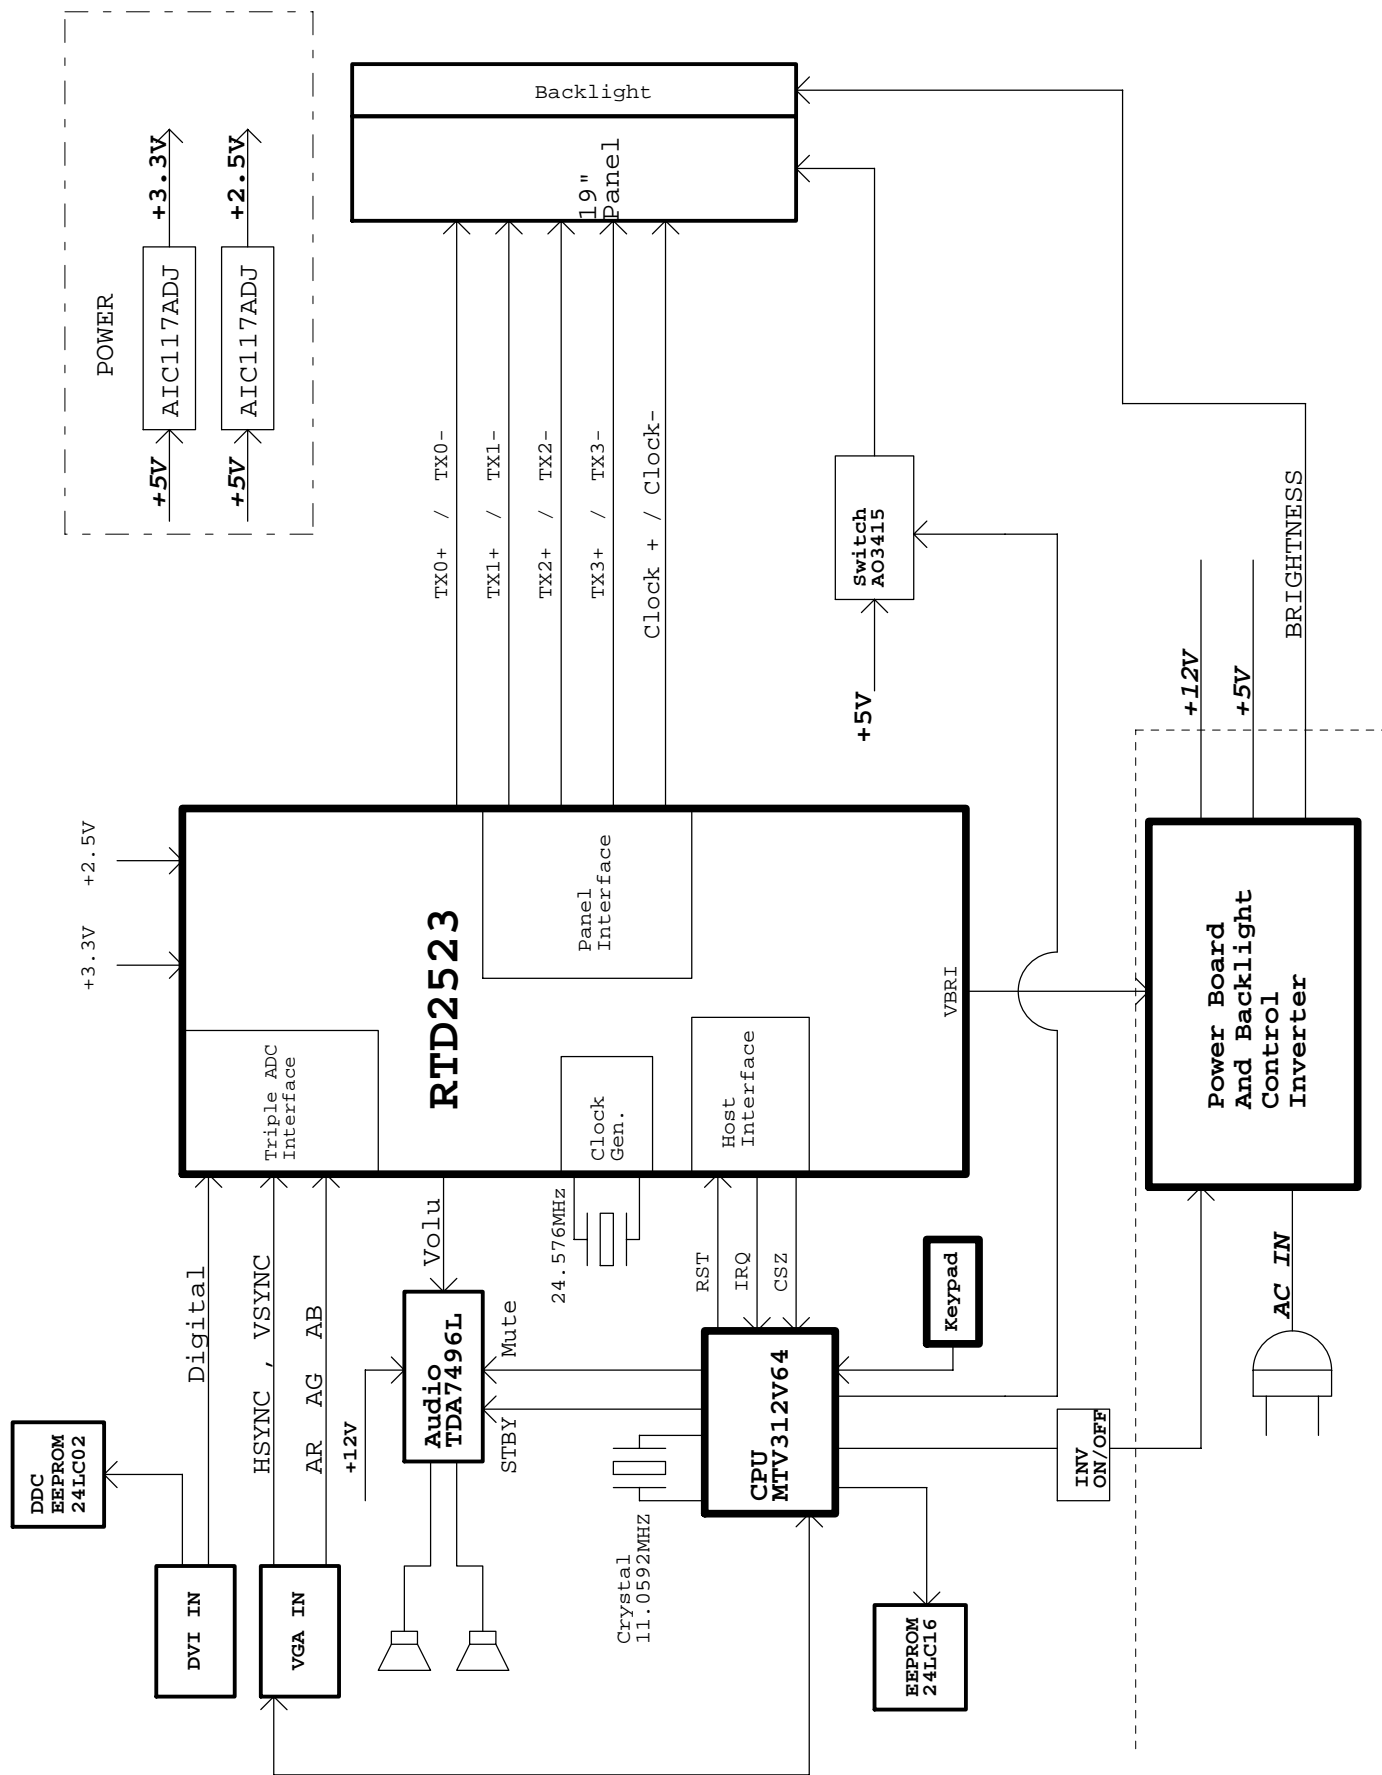 DDC
EEPROM
24LC02
DVI IN
VGA IN
Digital
HSYNC , VSYNC
AR AG AB
+12V
Audio
TDA7496L
Volu
Mute
STBY
Crystal
11.0592MHZ
24.576MHz
CPU
MTV312V64
RST
IRQ
CSZ
Keypad
EEPROM
24LC16
INV
ON/OFF
AC IN
+3.3V
+2.5V
Triple ADC
Interface
RTD2523
Clock
Gen.
Host
Interface
Panel
Interface
VBRI
Power Board
And Backlight
Control
Inverter
+12V
+5V
BRIGHTNESS
TX0+ / TX0-
TX1+ / TX1-
TX2+ / TX2-
TX3+ / TX3-
Clock + / Clock-
+5V
Switch
AO3415
POWER
+5V
AIC117ADJ
+3.3V
+5V
AIC117ADJ
+2.5V
Backlight
19"
Panel